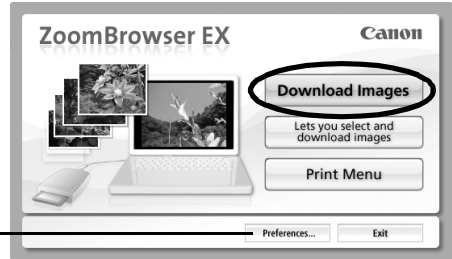 ZoomBrowser EX
Canon
Download Images
Lets you select and
download images
Print Menu
Preferences...
Exit